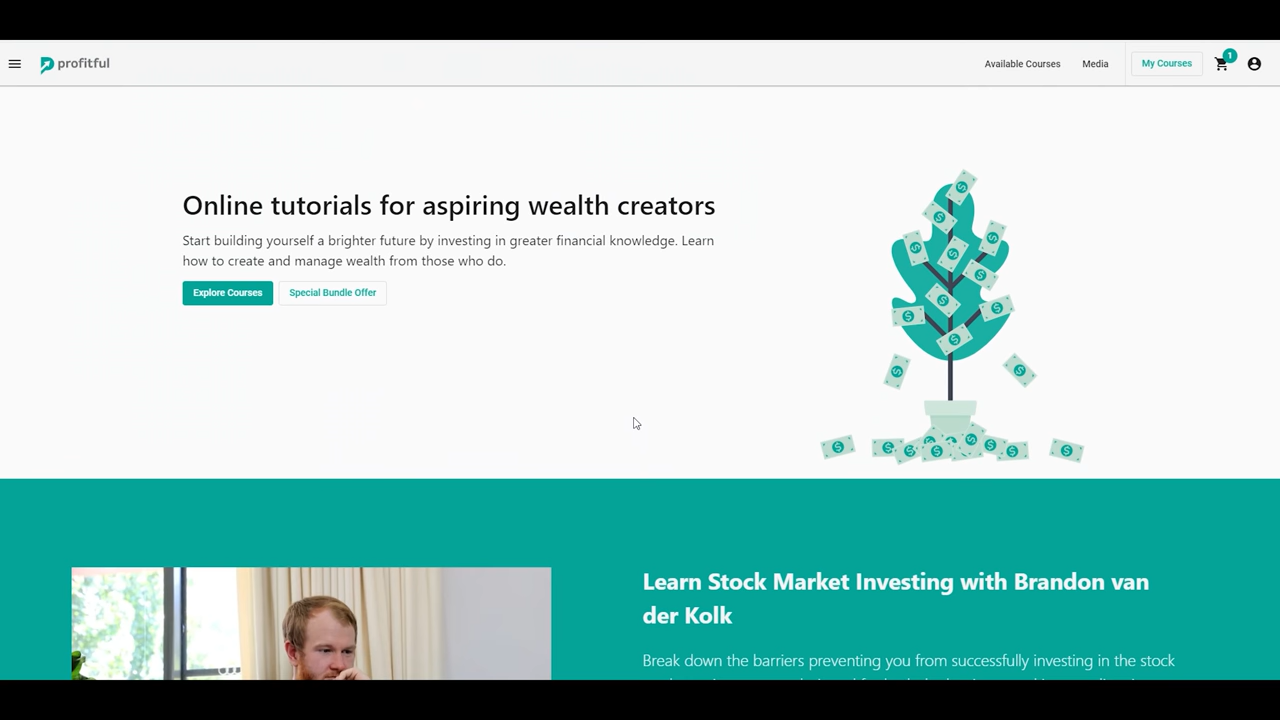 profitful
Available Courses
Media
My Courses
1
Online tutorials for aspiring wealth creators
Start building yourself a brighter future by investing in greater financial knowledge. Learn
how to create and manage wealth from those who do.
Explore Courses
Special Bundle Offer
Learn Stock Market Investing with Brandon van
der Kolk
Break down the barriers preventing you from successfully investing in the stock